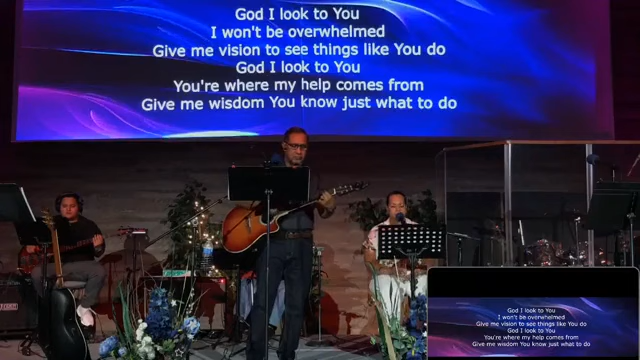 God I look to You
I won't be overwhelmed
Give me vision to see things like You do
God I look to You
You're where my help comes from
Give me wisdom You know just what to do
God I look to You
I won't be overwhelmed
Give me vision to see things like You do
God I look to You
You're where my help comes from
Give me wisdom You know just what to do